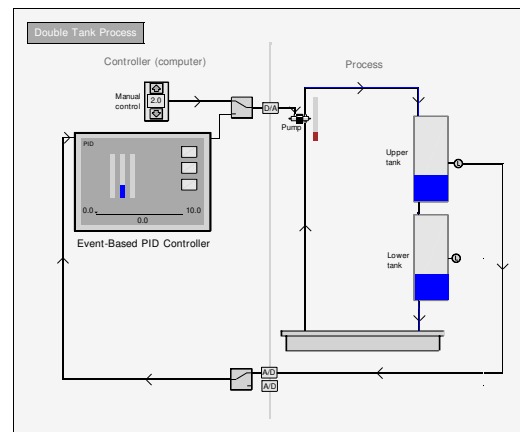 Double Tank Process
Controller (computer)
Process
Manual
control
2.0
D/A
Pump
PID
0.0
10.0
0.0
Event-Based PID Controller
Upper
tank
L
Lower
tank
L
A/D
A/D